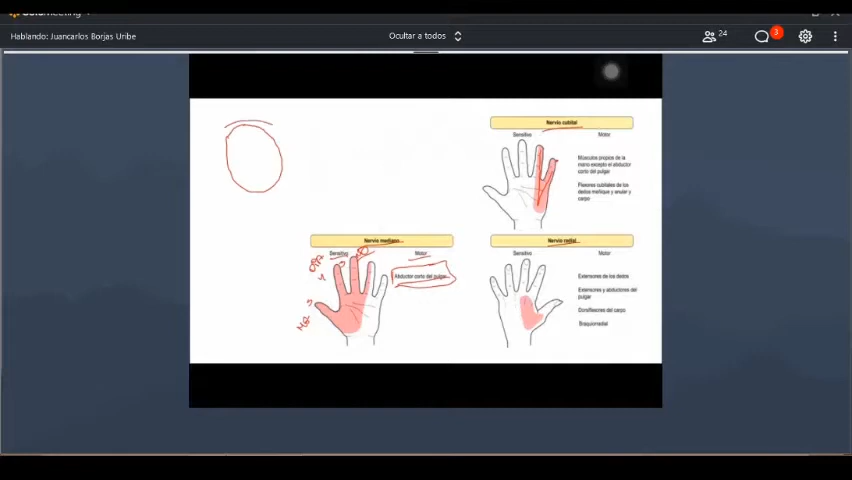 Hablando: Juancarlos Borjas Uribe
Ocultar a todos
24
3
Nervio cubital
Sensitivo
Motor
Músculos propios de la
mano excepto el abductor
corto del pulgar
Flexores cubitales de los
dedos meñique y anular y
carpo
Nervio mediano...
Sensitivo
Motor
Abductor corto del pulgar
Nervio radial...
Sensitivo
Motor
Extensores de los dedos
Extensores y abductores del
pulgar
Dorsiflexores del carpo
Braquiorradial